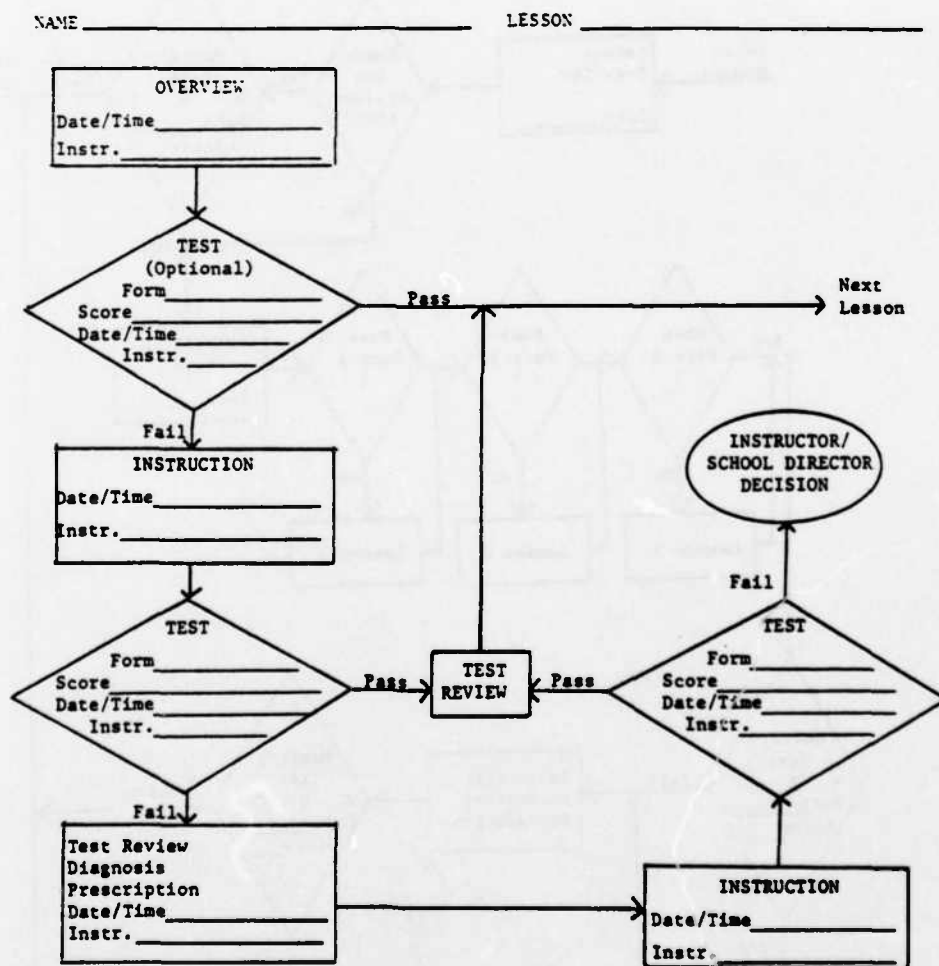 NAME LESSON
OVERVIEW
Date/Time
Instr.
TEST
(Optional)
Form
Score
Date/Time
Instr.
Pass
Next
Lesson
Fail
INSTRUCTION
Date/Time
Instr.
INSTRUCTOR/
SCHOOL DIRECTOR
DECISION
Fail
TEST
Form
Score
Date/Time
Instr.
Pass
TEST
REVIEW
Pass
TEST
Form
Score
Date/Time
Instr.
Fail
Test Review
Diagnosis
Prescription
Date/Time
Instr.
INSTRUCTION
Date/Time
Instr.